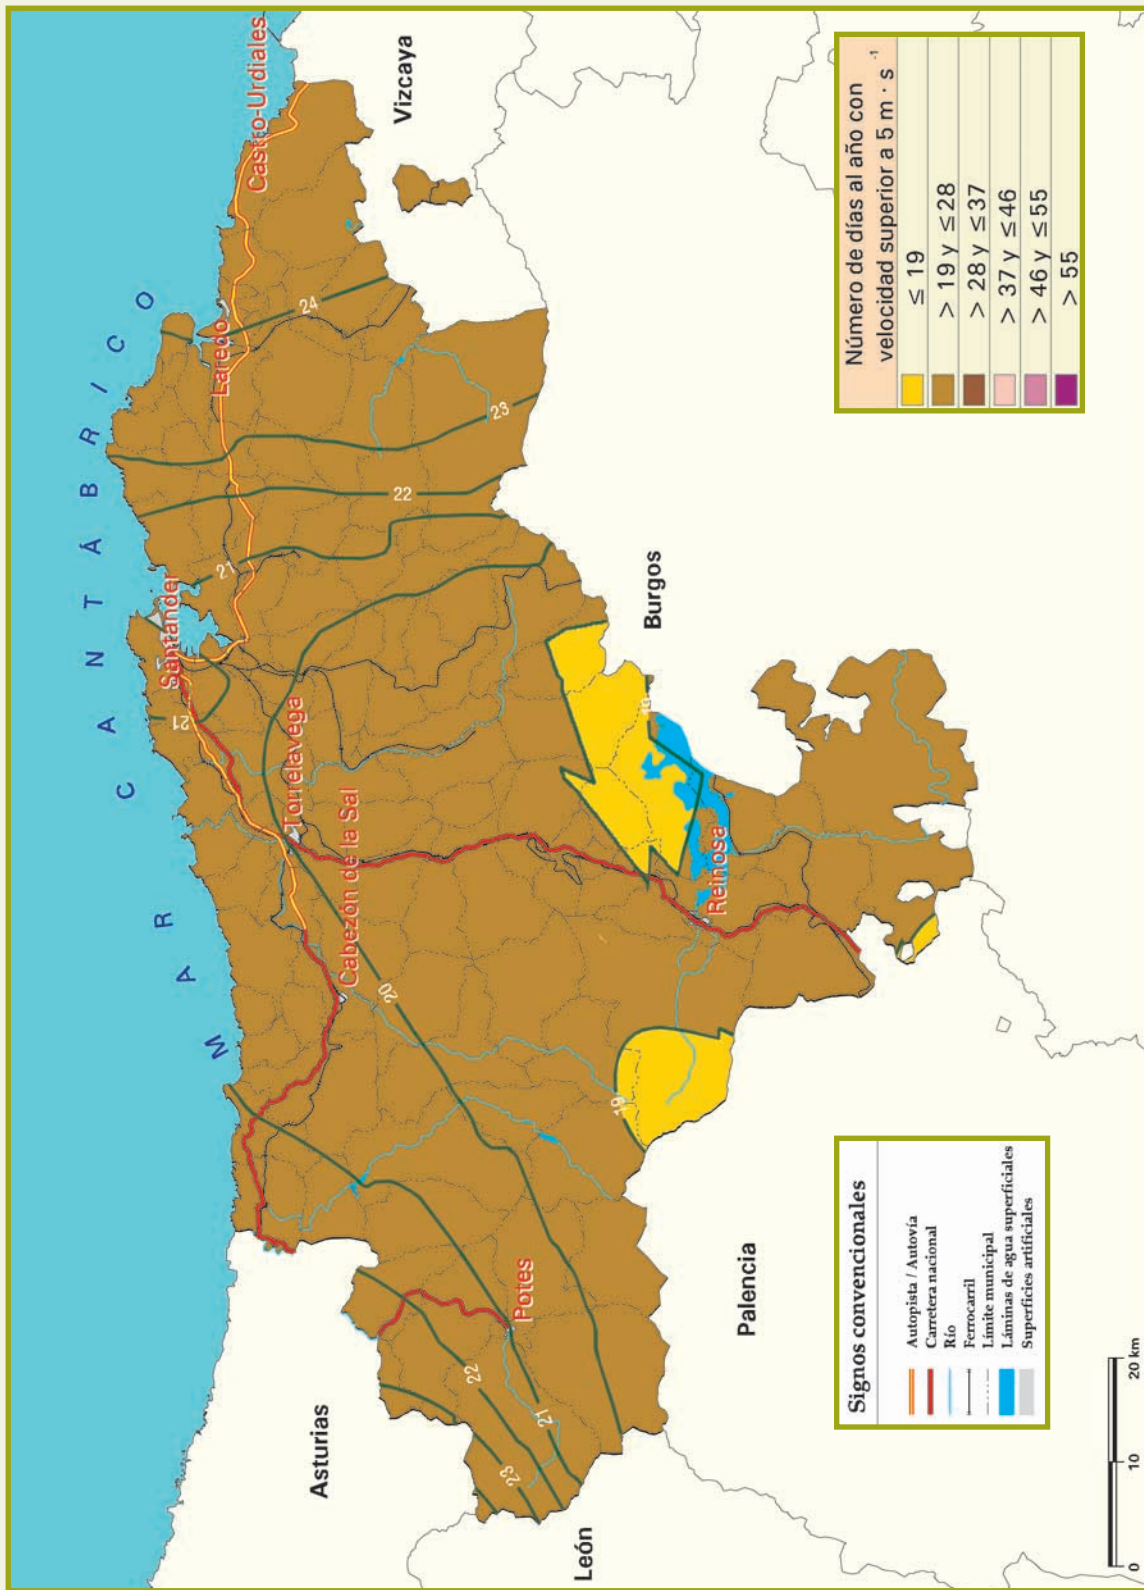 MAR CANTÁBRICO
Castro-Urdiales
Laredo
Santander
Torrelavega
Cabezón de la Sal
Reinosa
Potes
Vizcaya
Burgos
Palencia
León
Asturias
24
23
22
21
21
20
19
22
21
23
Número de días al año con
velocidad superior a 5 m · s -1
≤ 19
> 19 y ≤ 28
> 28 y ≤ 37
> 37 y ≤ 46
> 46 y ≤ 55
> 55
Signos convencionales
Autopista / Autovía
Carretera nacional
Río
Ferrocarril
Límite municipal
Láminas de agua superficiales
Superficies artificiales
0 10 20 km